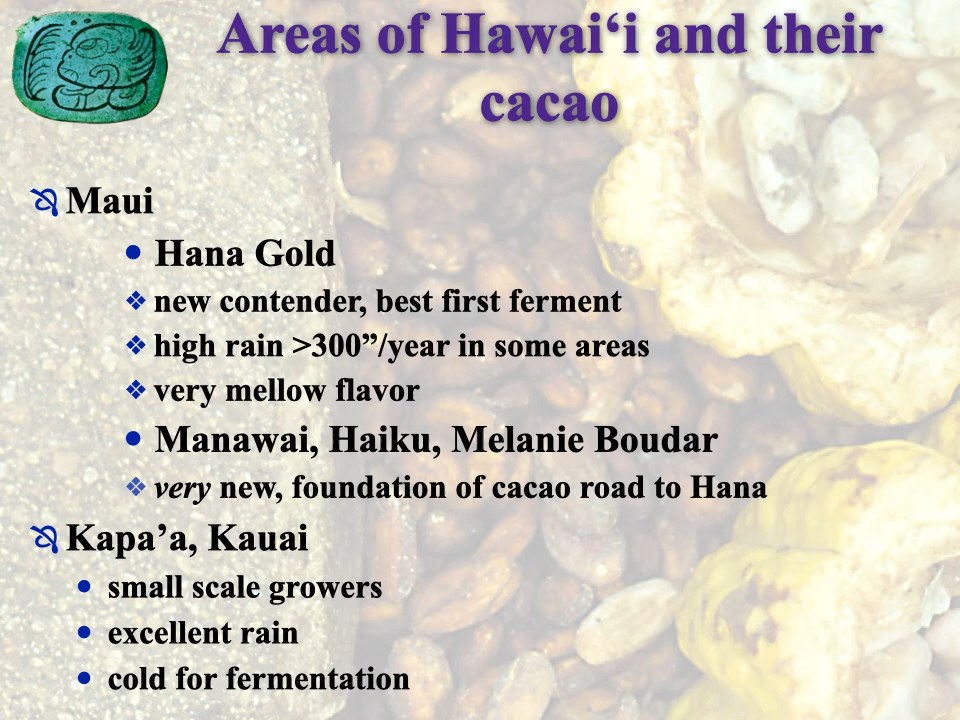 Areas of Hawai‘i and their
cacao
Maui
Hana Gold
new contender, best first ferment
high rain >300”/year in some areas
very mellow flavor
Manawai, Haiku, Melanie Boudar
very new, foundation of cacao road to Hana
Kapa’a, Kauai
small scale growers
excellent rain
cold for fermentation